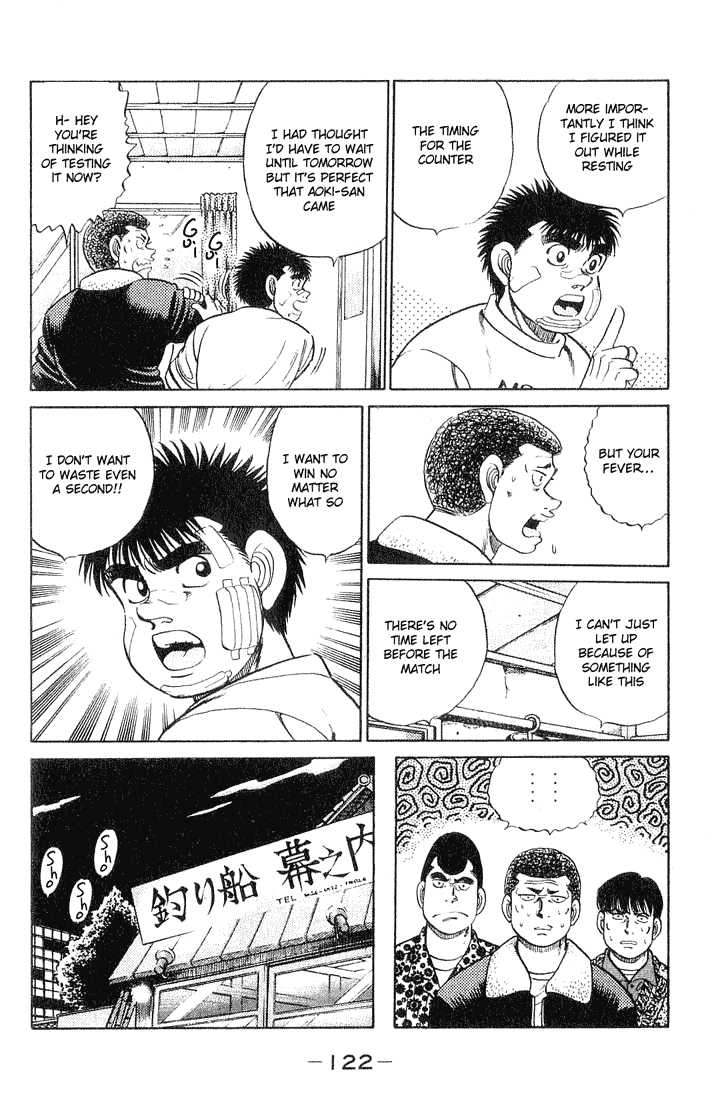 MORE IMPOR-
TANTLY I THINK
I FIGURED IT
OUT WHILE
RESTING
THE TIMING
FOR THE
COUNTER
I HAD THOUGHT
I'D HAVE TO WAIT
UNTIL TOMORROW
BUT IT'S PERFECT
THAT AOKI-SAN
CAME
H- HEY
YOU'RE
THINKING
OF TESTING
IT NOW?
BUT YOUR
FEVER...
I WANT TO
WIN NO
MATTER
WHAT SO
I DON'T WANT
TO WASTE EVEN
A SECOND!!
I CAN'T JUST
LET UP
BECAUSE OF
SOMETHING
LIKE THIS
THERE'S NO
TIME LEFT
BEFORE THE
MATCH
釣り船 幕之内
TEL
Sho
Sho
Sho
- 122 -